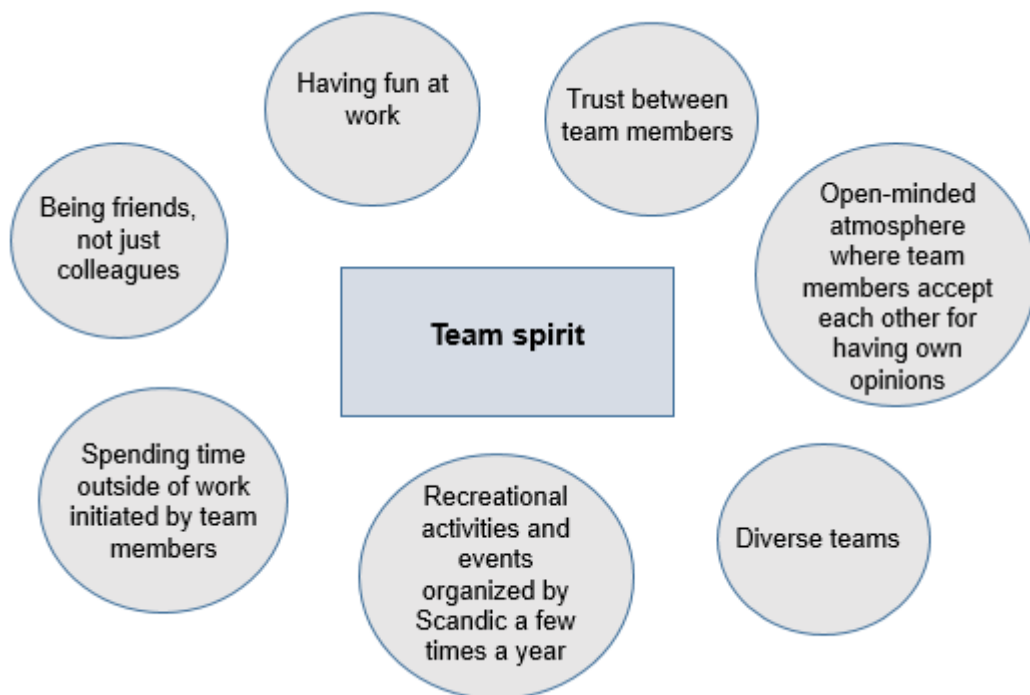 Having fun at
work
Trust between
team members
Being friends,
not just
colleagues
Open-minded
atmosphere
where team
members accept
each other for
having own
opinions
Team spirit
Spending time
outside of work
initiated by team
members
Recreational
activities and
events
organized by
Scandic a few
times a year
Diverse teams